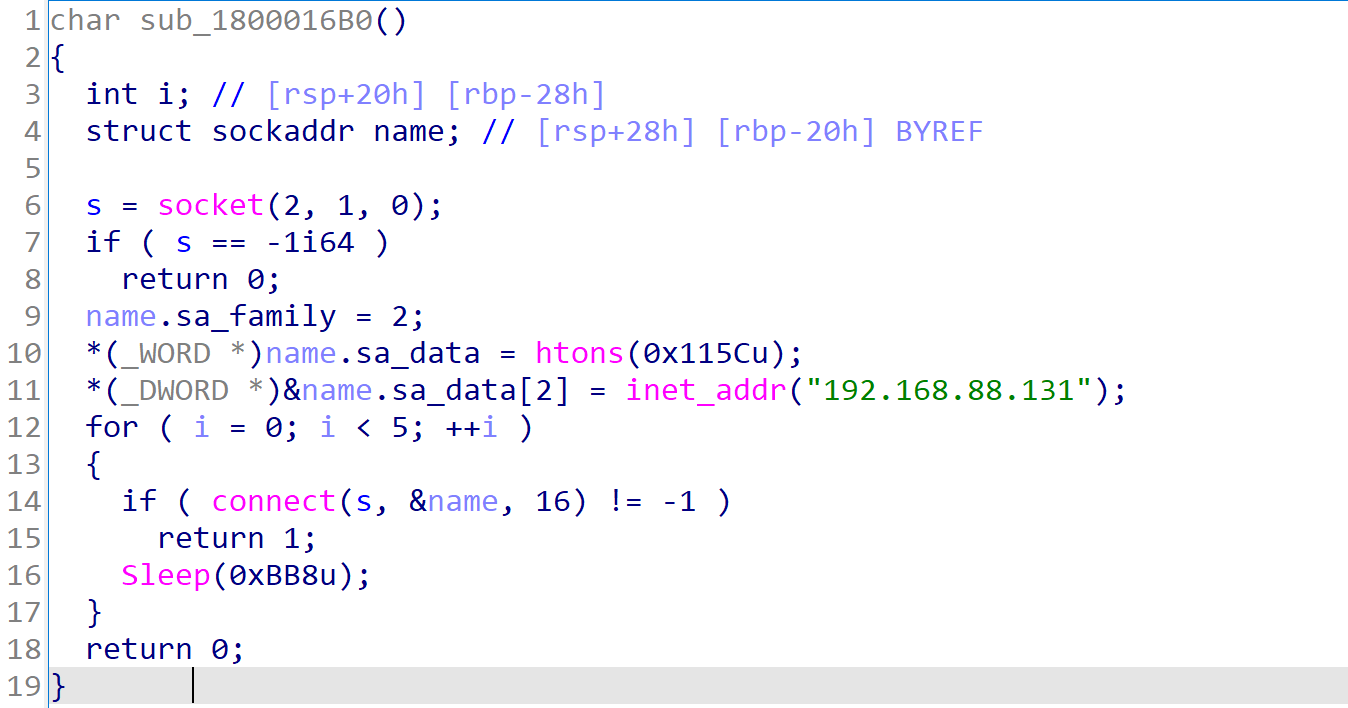 1 char sub_1800016B0()
2 {
3   int i; // [rsp+20h] [rbp-28h]
4   struct sockaddr name; // [rsp+28h] [rbp-20h] BYREF
5
6   s = socket(2, 1, 0);
7   if ( s == -1i64 )
8     return 0;
9   name.sa_family = 2;
10   *(_WORD *)name.sa_data = htons(0x115Cu);
11   *(_DWORD *)&name.sa_data[2] = inet_addr("192.168.88.131");
12   for ( i = 0; i < 5; ++i )
13   {
14     if ( connect(s, &name, 16) != -1 )
15       return 1;
16     Sleep(0xBB8u);
17   }
18   return 0;
19 }